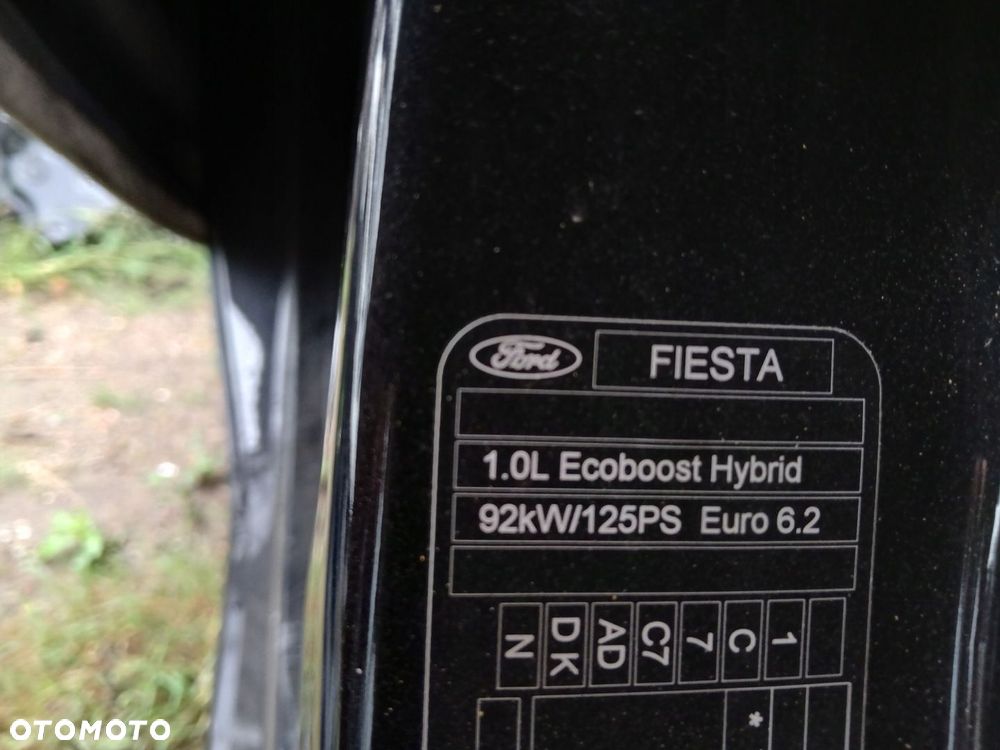 Ford FIESTA
1.0L Ecoboost Hybrid
92kW/125PS Euro 6.2
N DK AD C7 7 C 1
*
OTOMOTO